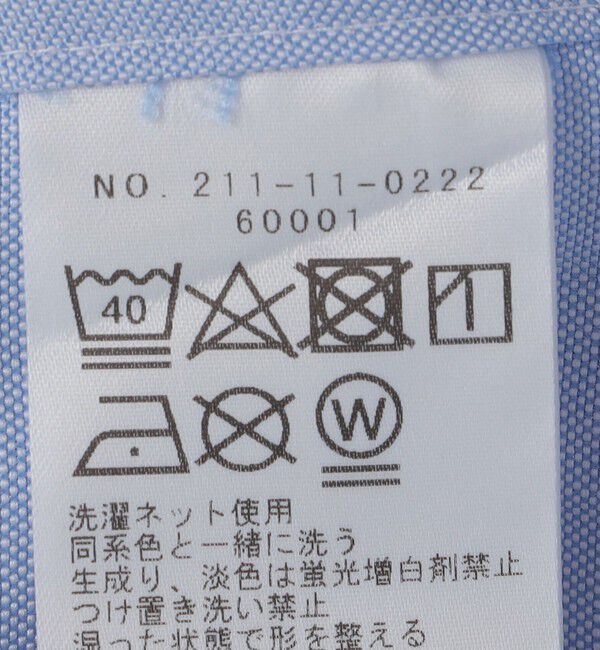 NO. 211-11-0222
60001
40
W
洗濯ネット使用
同系色と一緒に洗う
生成り、淡色は蛍光増白剤禁止
つけ置き洗い禁止
湿った状態で形を整える